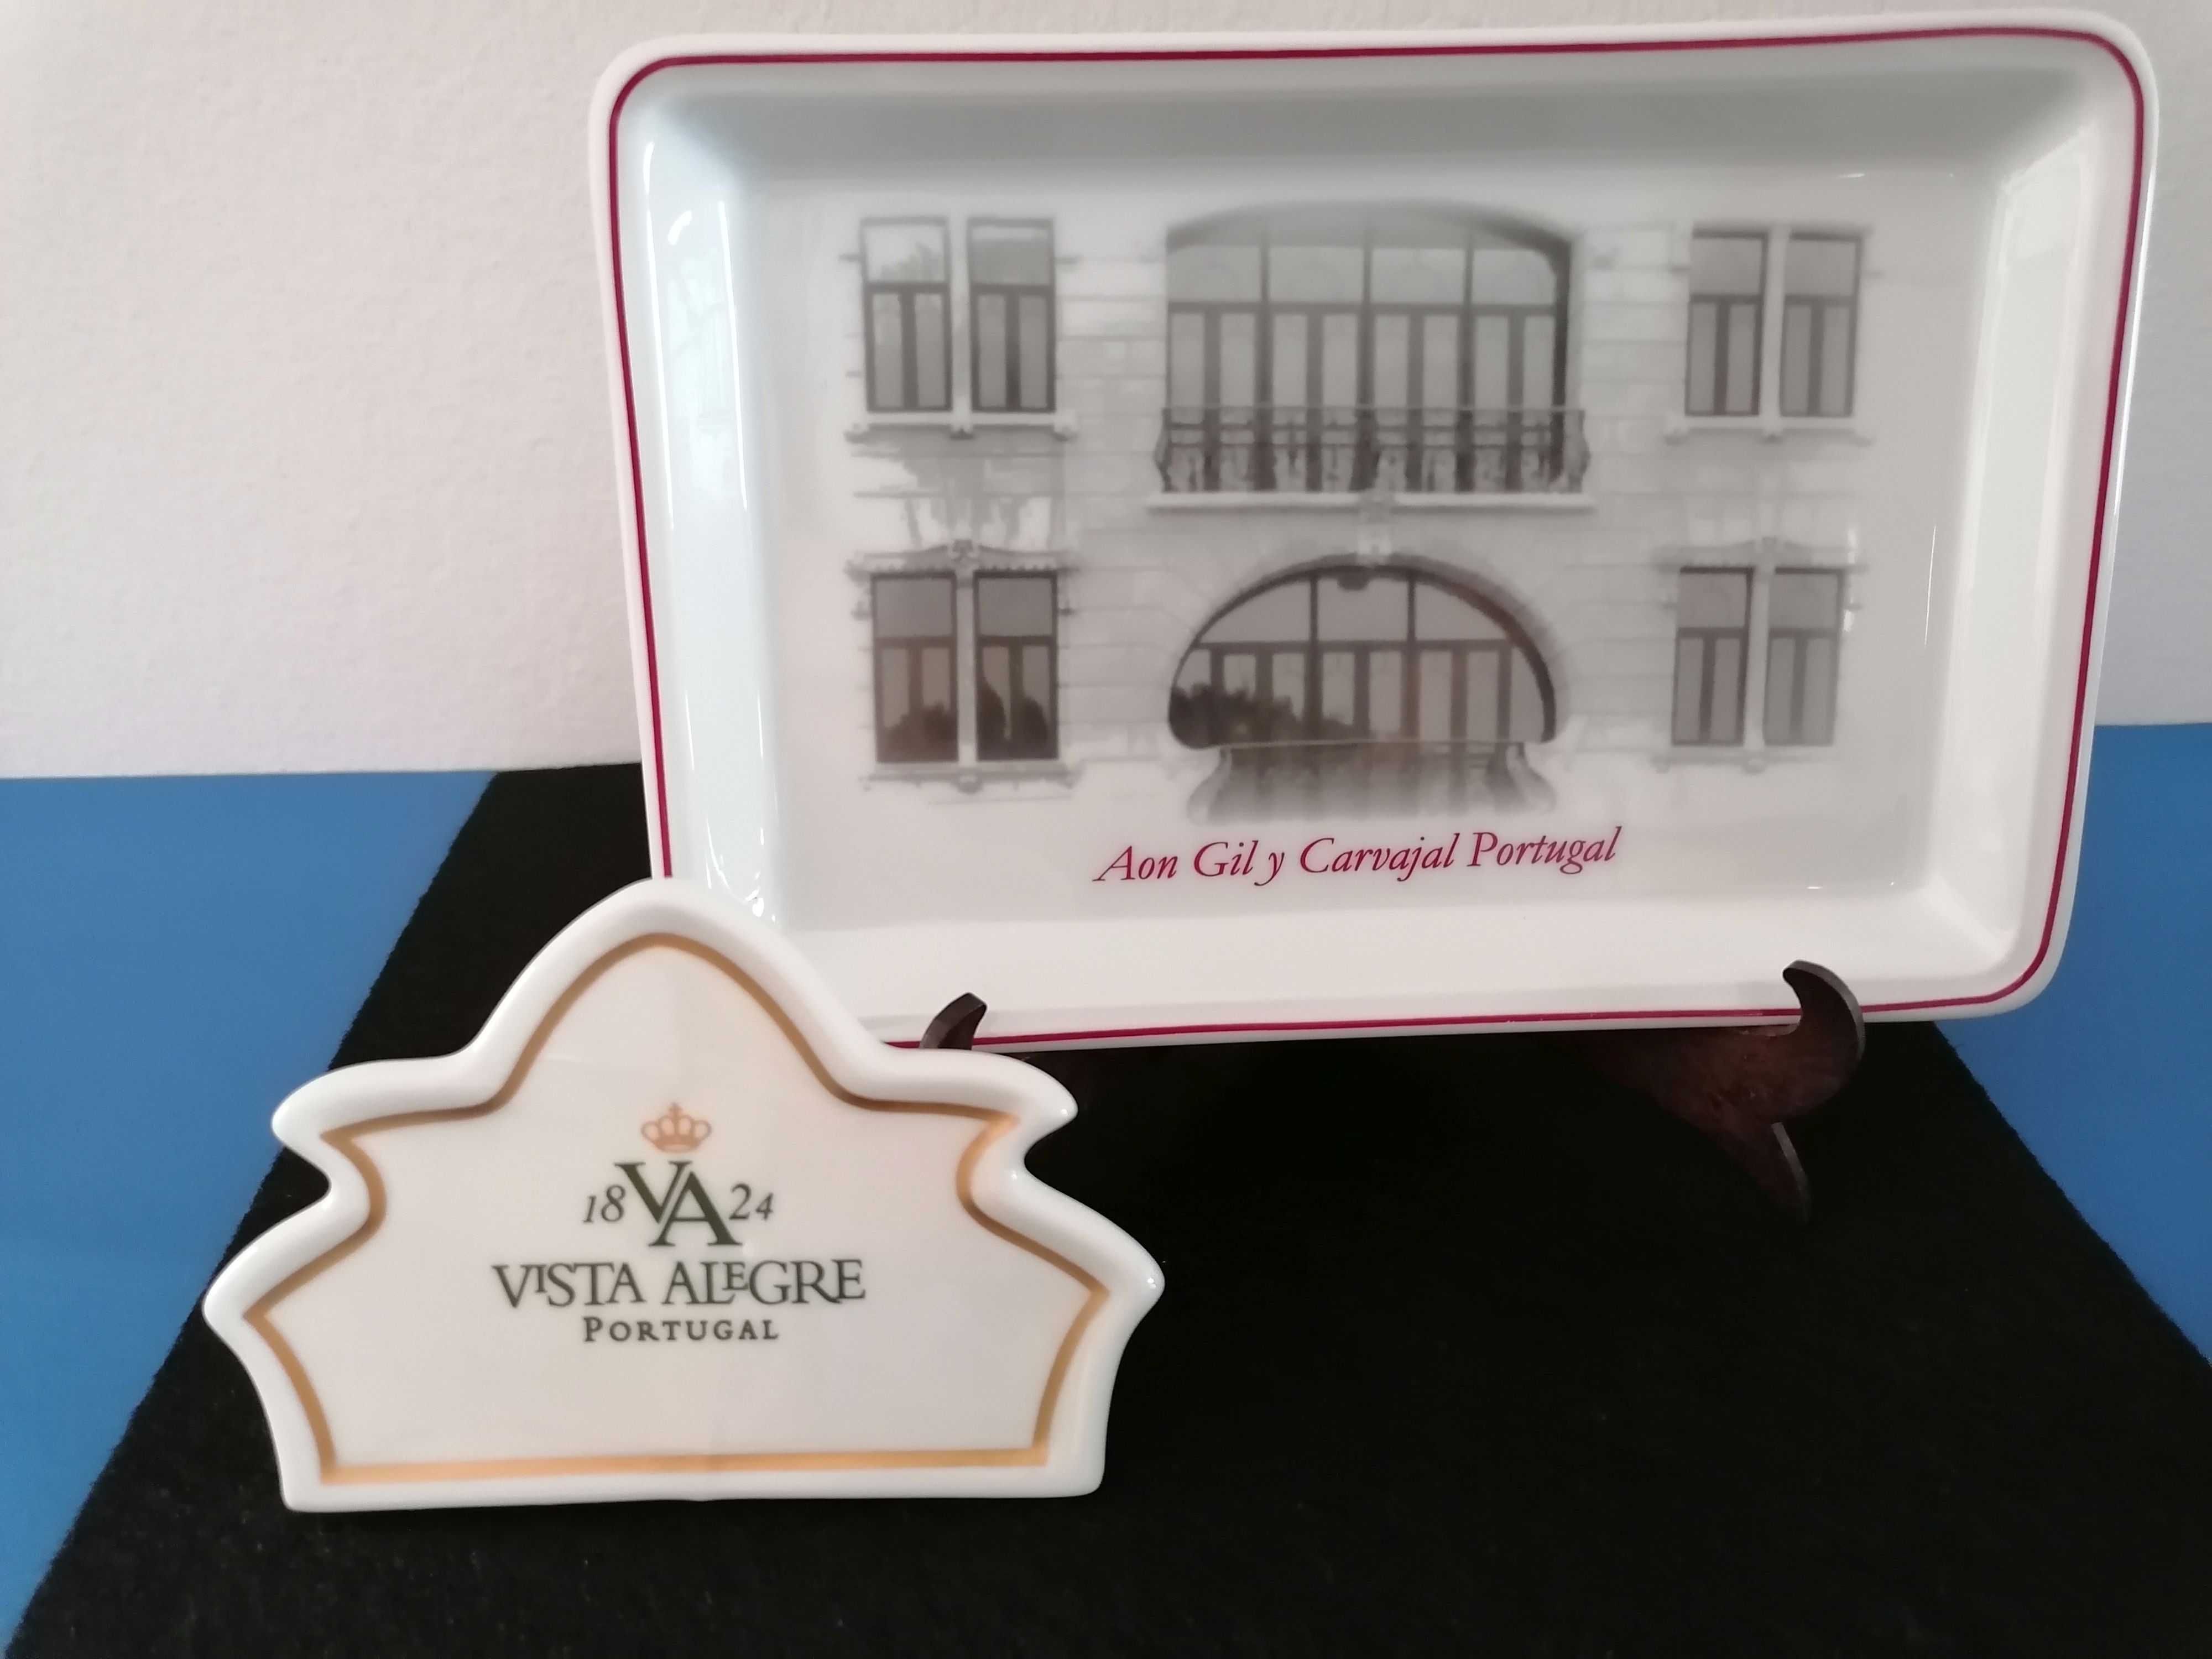 Aon Gil y Carvajal Portugal
18 VA 24
VISTA ALEGRE
PORTUGAL